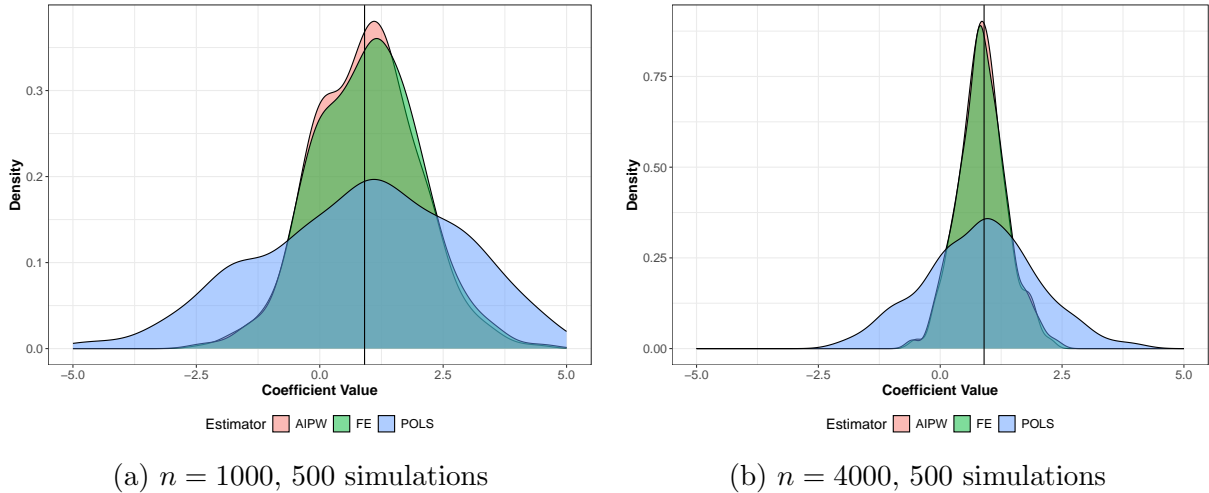 0.3
0.2
0.1
0.0
Density
−5.0 −2.5 0.0 2.5 5.0
Coefficient Value
Estimator AIPW FE POLS
(a) n = 1000, 500 simulations
0.75
0.50
0.25
0.00
Density
−5.0 −2.5 0.0 2.5 5.0
Coefficient Value
Estimator AIPW FE POLS
(b) n = 4000, 500 simulations